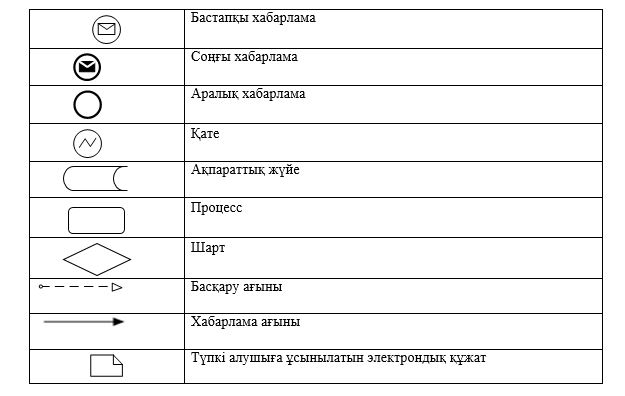 Бастапқы хабарлама
Соңғы хабарлама
Аралық хабарлама
Қате
Ақпараттық жүйе
Процесс
Шарт
Басқару ағыны
Хабарлама ағыны
Түпкі алушыға ұсынылатын электрондық құжат